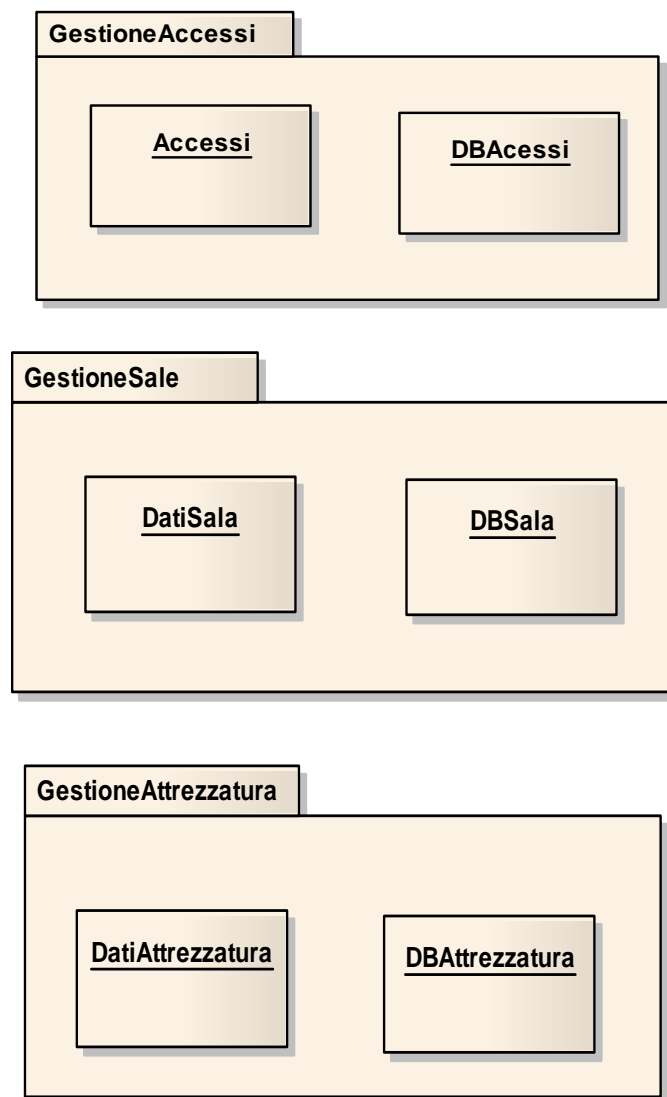 GestioneAccessi
Accessi
DBAcessi
GestioneSale
DatiSala
DBSala
GestioneAttrezzatura
DatiAttrezzatura
DBAttrezzatura